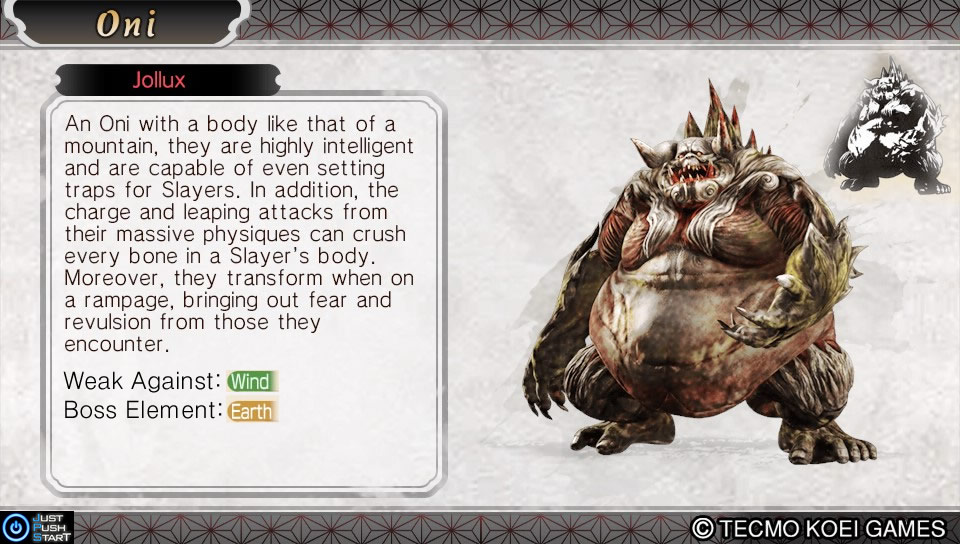 Oni
Jollux
An Oni with a body like that of a
mountain, they are highly intelligent
and are capable of even setting
traps for Slayers. In addition, the
charge and leaping attacks from
their massive physiques can crush
every bone in a Slayer's body.
Moreover, they transform when on
a rampage, bringing out fear and
revulsion from those they
encounter.
Weak Against: Wind
Boss Element: Earth
JUST
PUSH
START
© TECMO KOEI GAMES